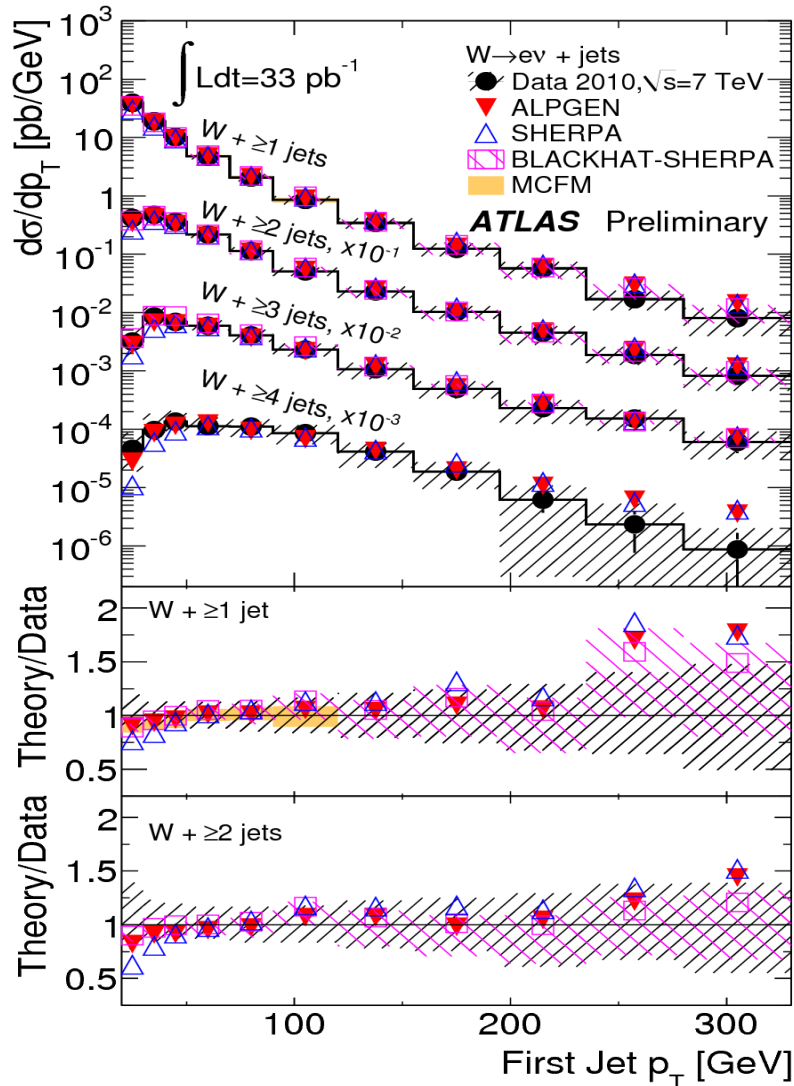 dσ/dp_T [pb/GeV]
10³
10²
10
1
10⁻¹
10⁻²
10⁻³
10⁻⁴
10⁻⁵
10⁻⁶
∫ Ldt=33 pb⁻¹
W→eν + jets
Data 2010,√s=7 TeV
ALPGEN
SHERPA
BLACKHAT-SHERPA
MCFM
ATLAS Preliminary
W + ≥1 jets
W + ≥2 jets, x10⁻¹
W + ≥3 jets, x10⁻²
W + ≥4 jets, x10⁻³
Theory/Data
W + ≥1 jet
2
1.5
1
0.5
Theory/Data
W + ≥2 jets
2
1.5
1
0.5
100
200
300
First Jet p_T [GeV]